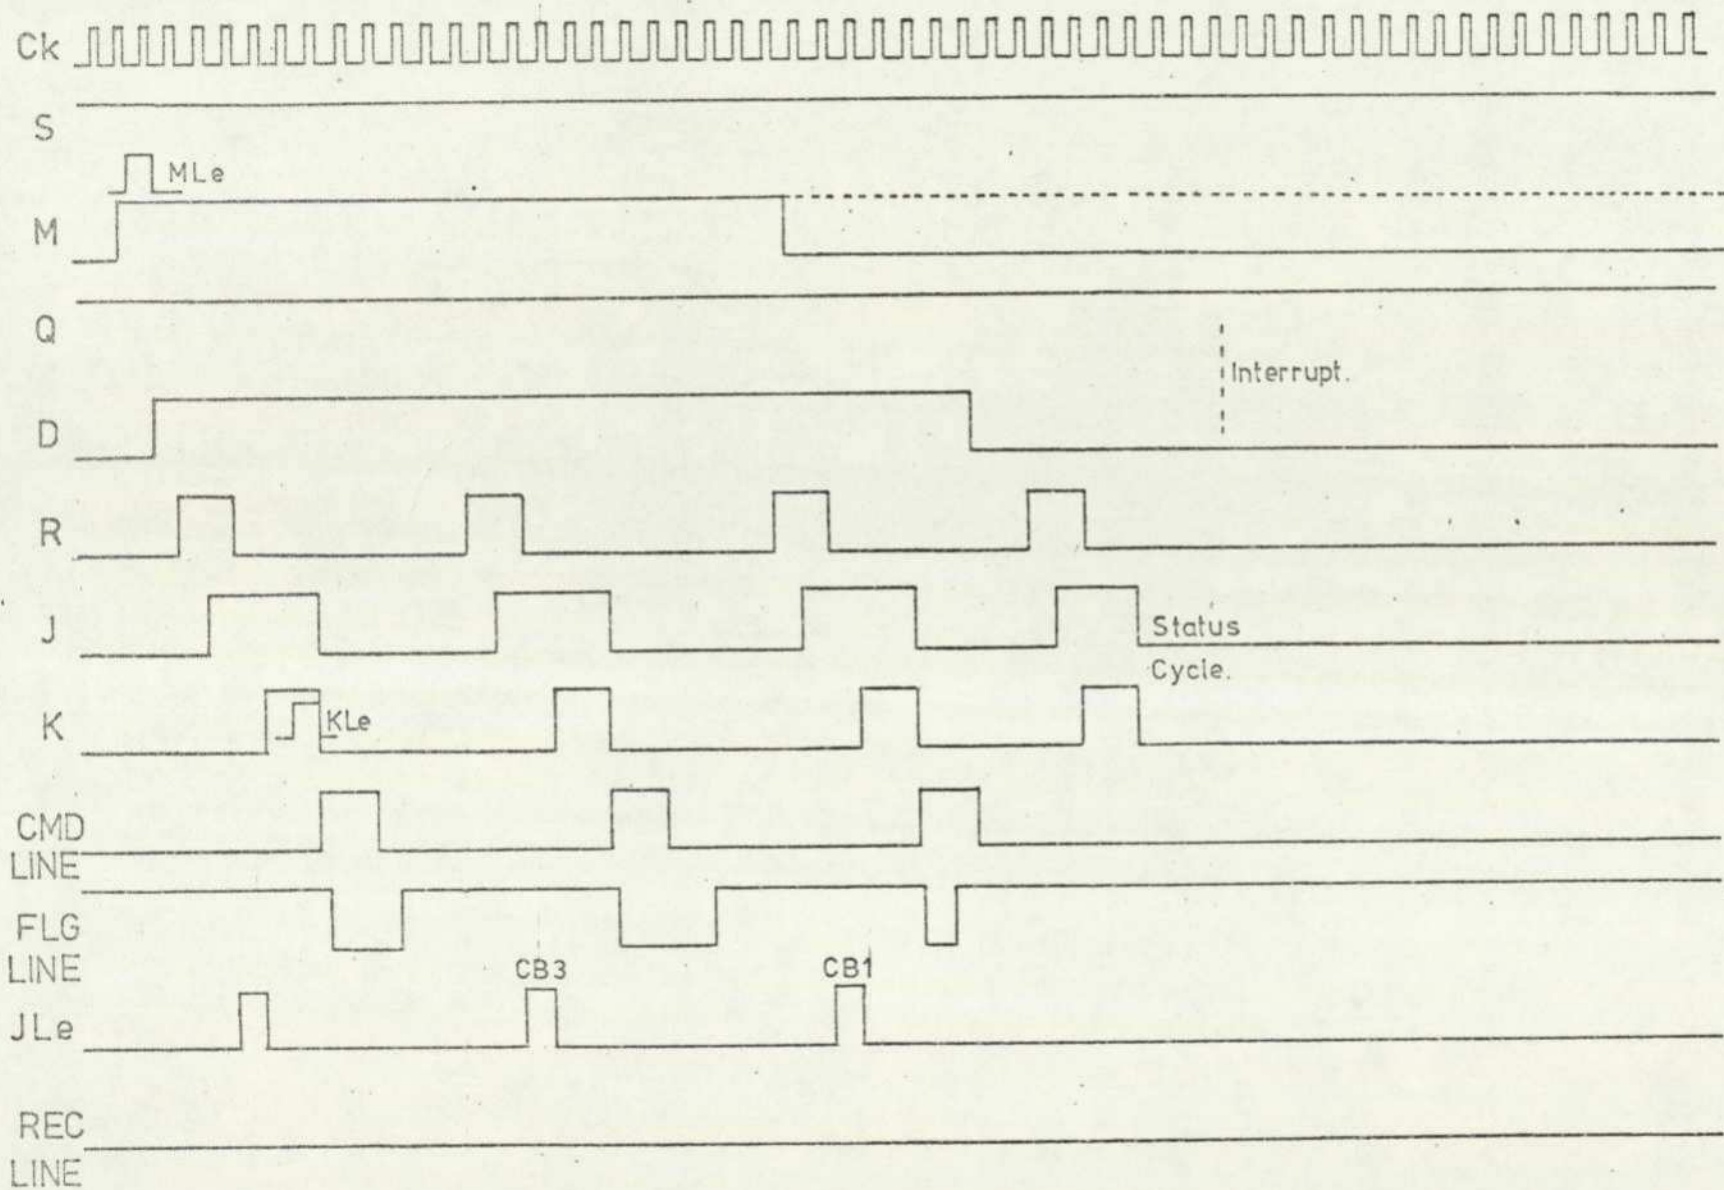 Ck
S
MLe
M
Q
Interrupt.
D
R
J
Status
Cycle.
K
KLe
CMD
LINE
FLG
LINE
CB3
CB1
JLe
REC
LINE